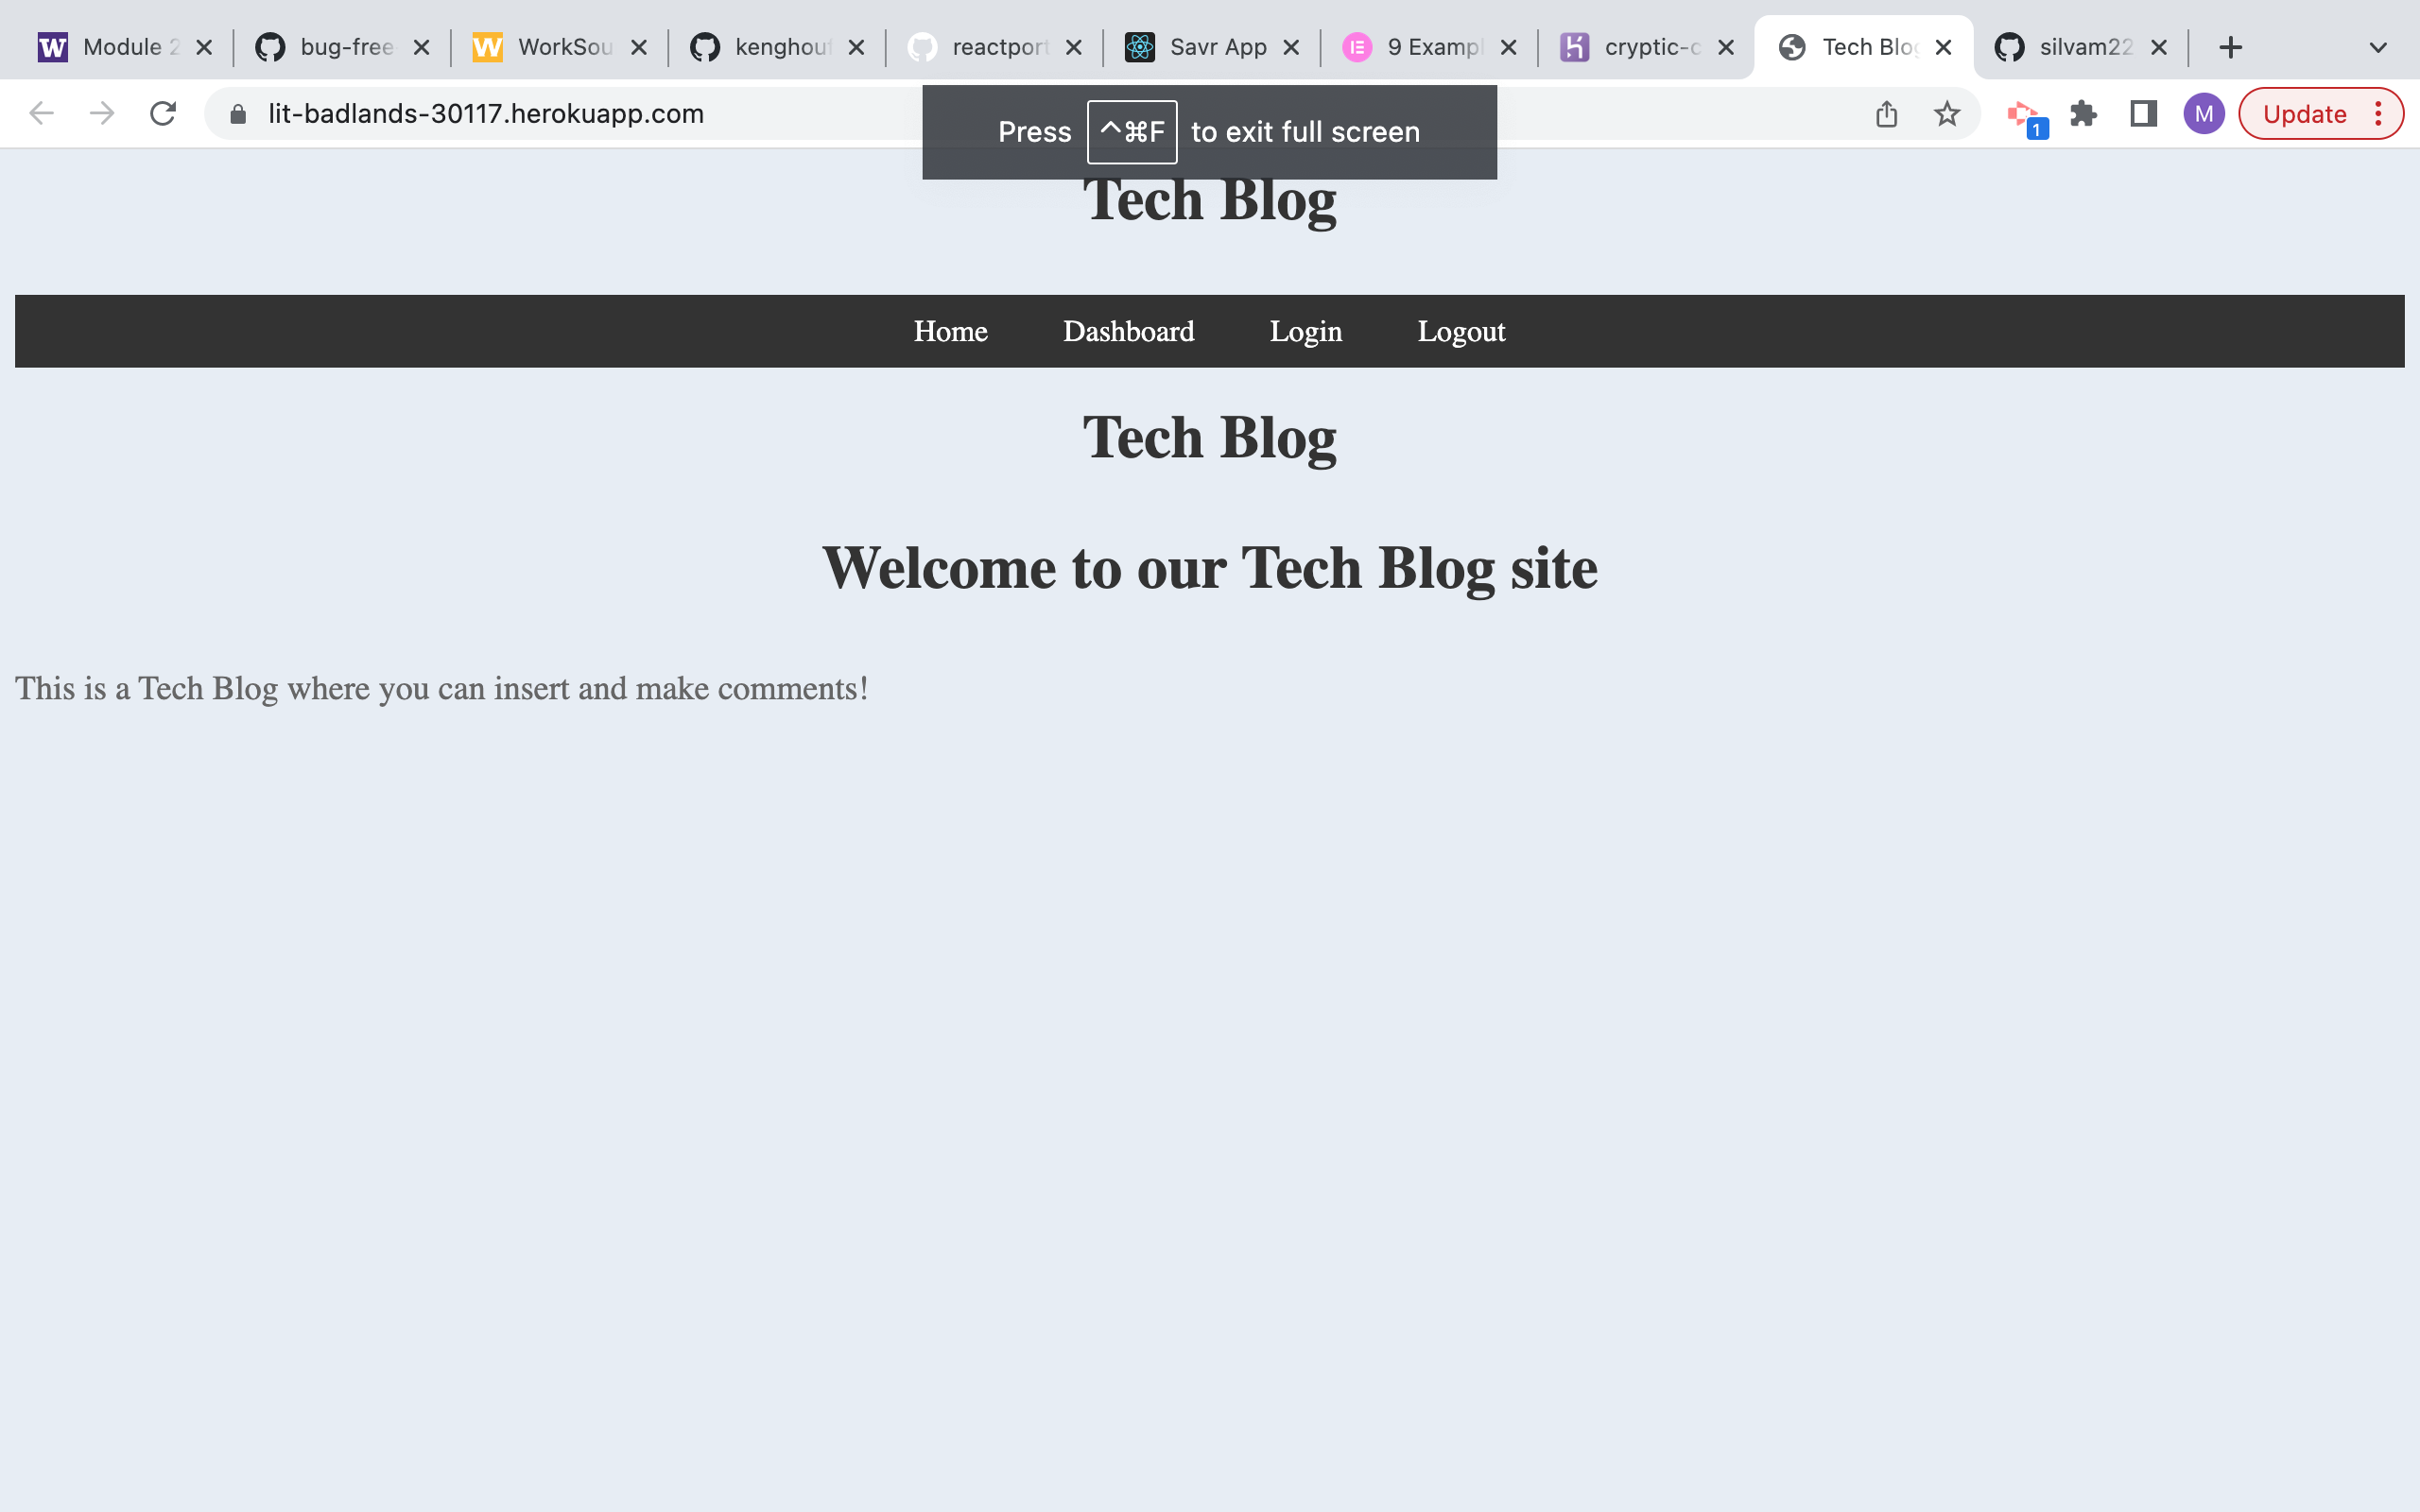 Module 2
bug-free
WorkSou
kenghou
reactport
Savr App
9 Exampl
cryptic-c
Tech Blog
silvam22
lit-badlands-30117.herokuapp.com
1
M
Update
Press ^⌘F to exit full screen
Tech Blog
Home Dashboard Login Logout
Tech Blog
Welcome to our Tech Blog site
This is a Tech Blog where you can insert and make comments!